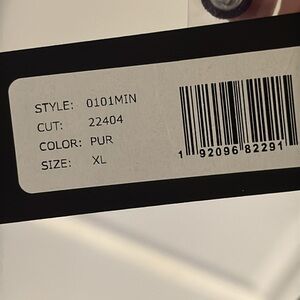 STYLE: 0101MIN
CUT: 22404
COLOR: PUR
SIZE: XL
1 92096 82291